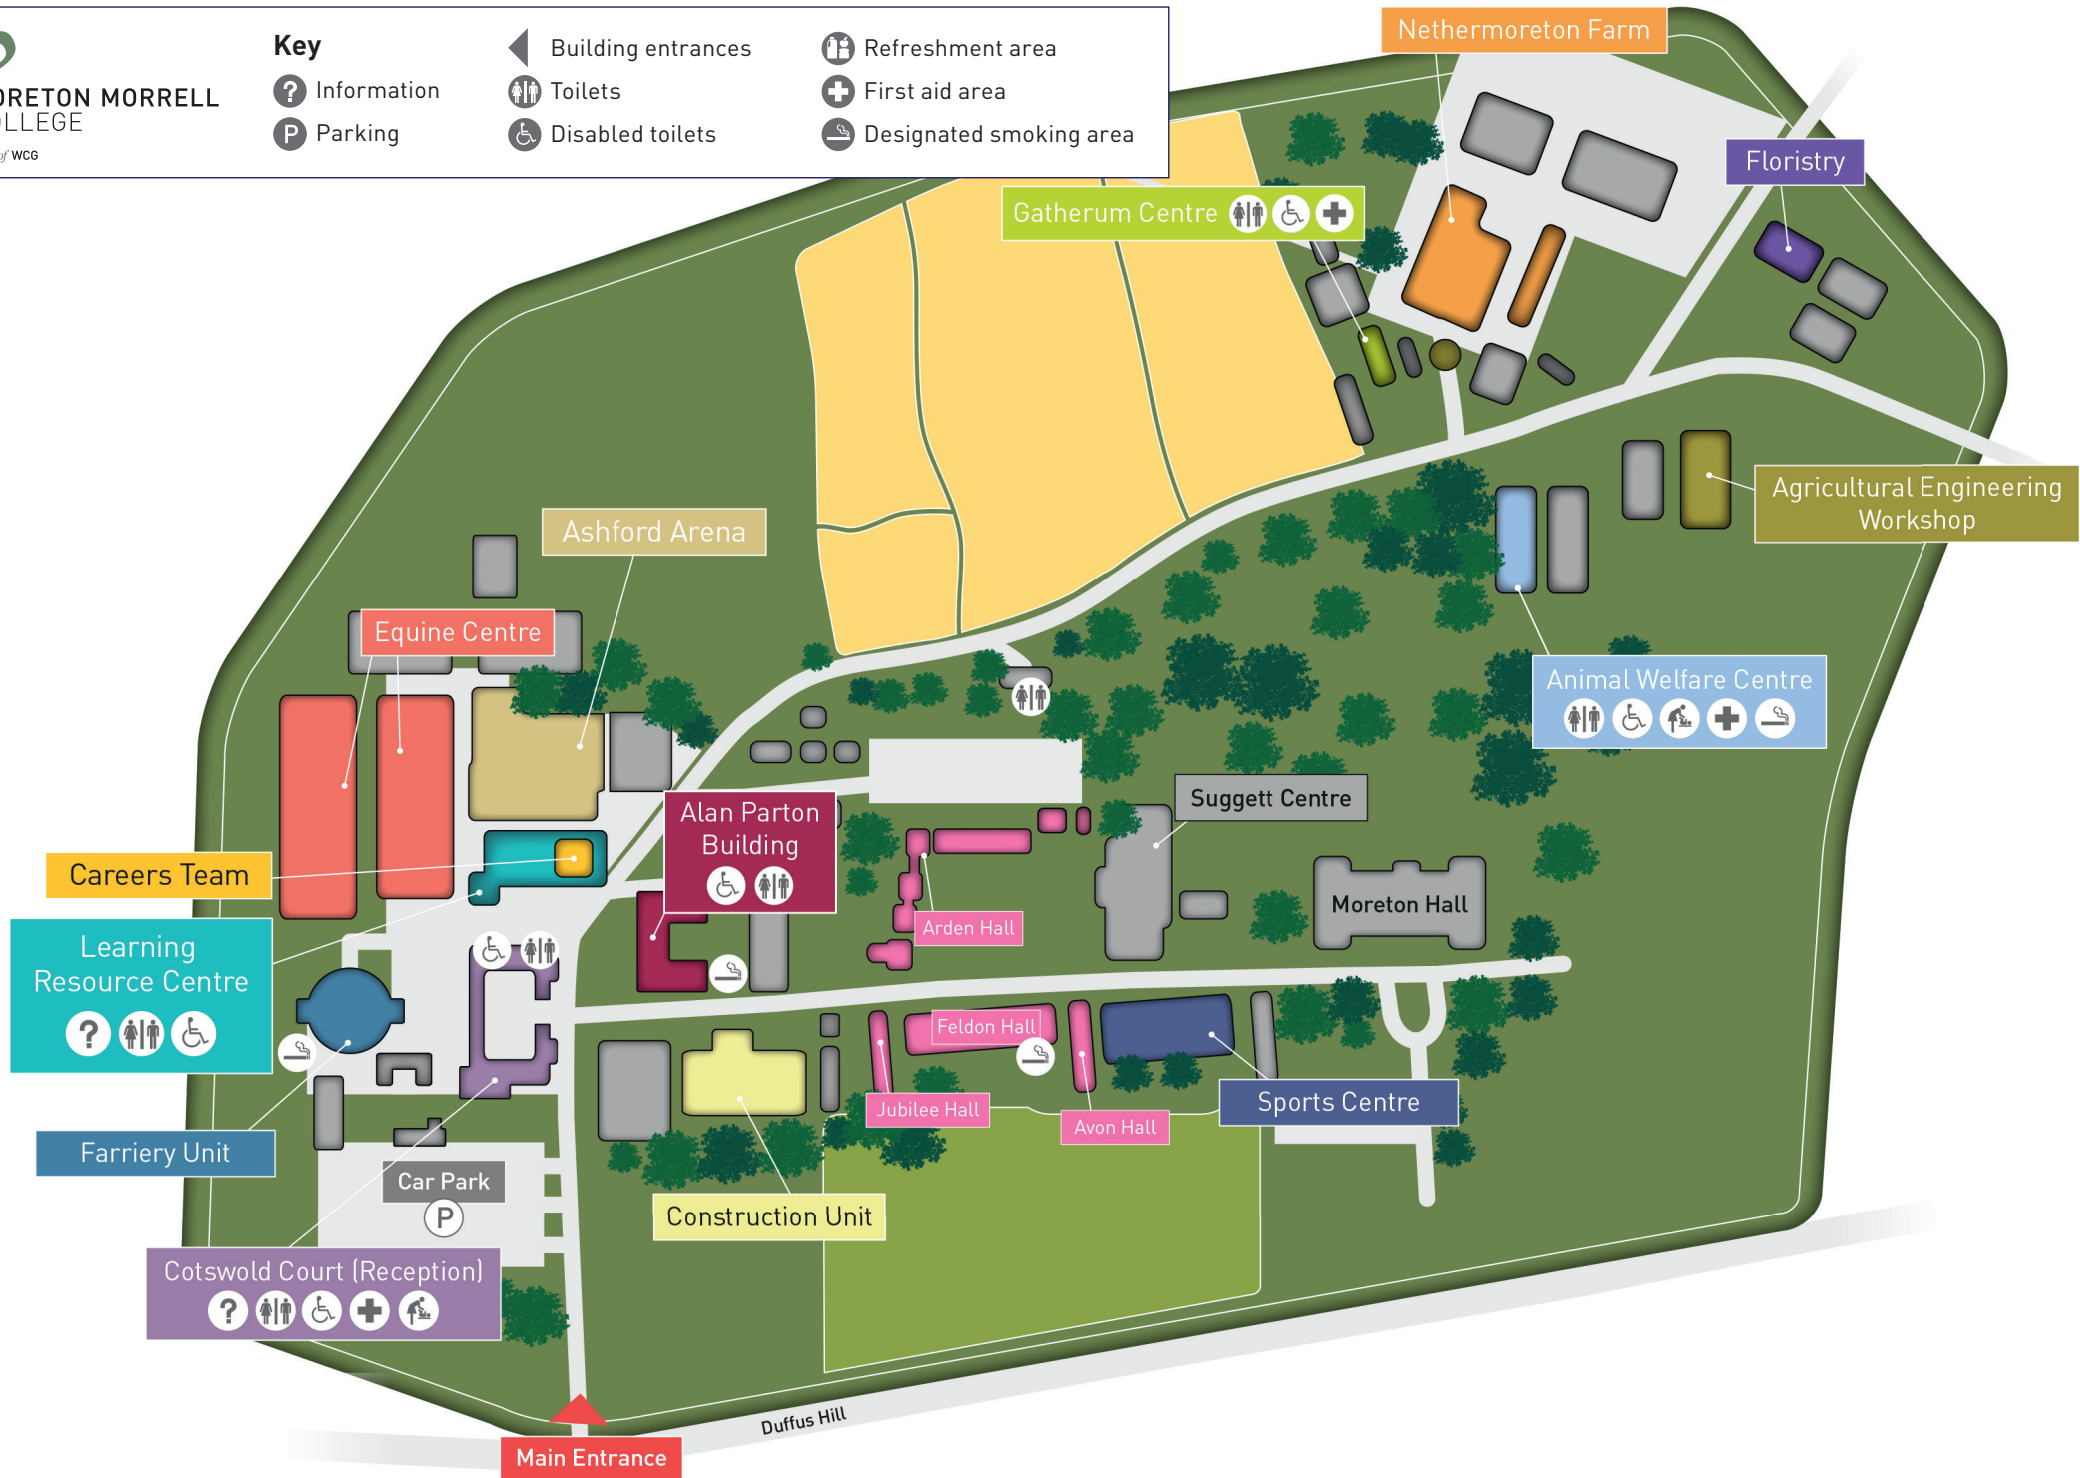 Key
Information
Parking
Building entrances
Toilets
Disabled toilets
Refreshment area
First aid area
Designated smoking area
ORETON MORRELL
OLLEGE
of WCG
Nethermoreton Farm
Floristry
Gatherum Centre
Agricultural Engineering
Workshop
Ashford Arena
Equine Centre
Animal Welfare Centre
Suggett Centre
Alan Parton
Building
Careers Team
Moreton Hall
Arden Hall
Learning
Resource Centre
Feldon Hall
Jubilee Hall
Avon Hall
Sports Centre
Farriery Unit
Car Park
P
Construction Unit
Cotswold Court (Reception)
Duffus Hill
Main Entrance